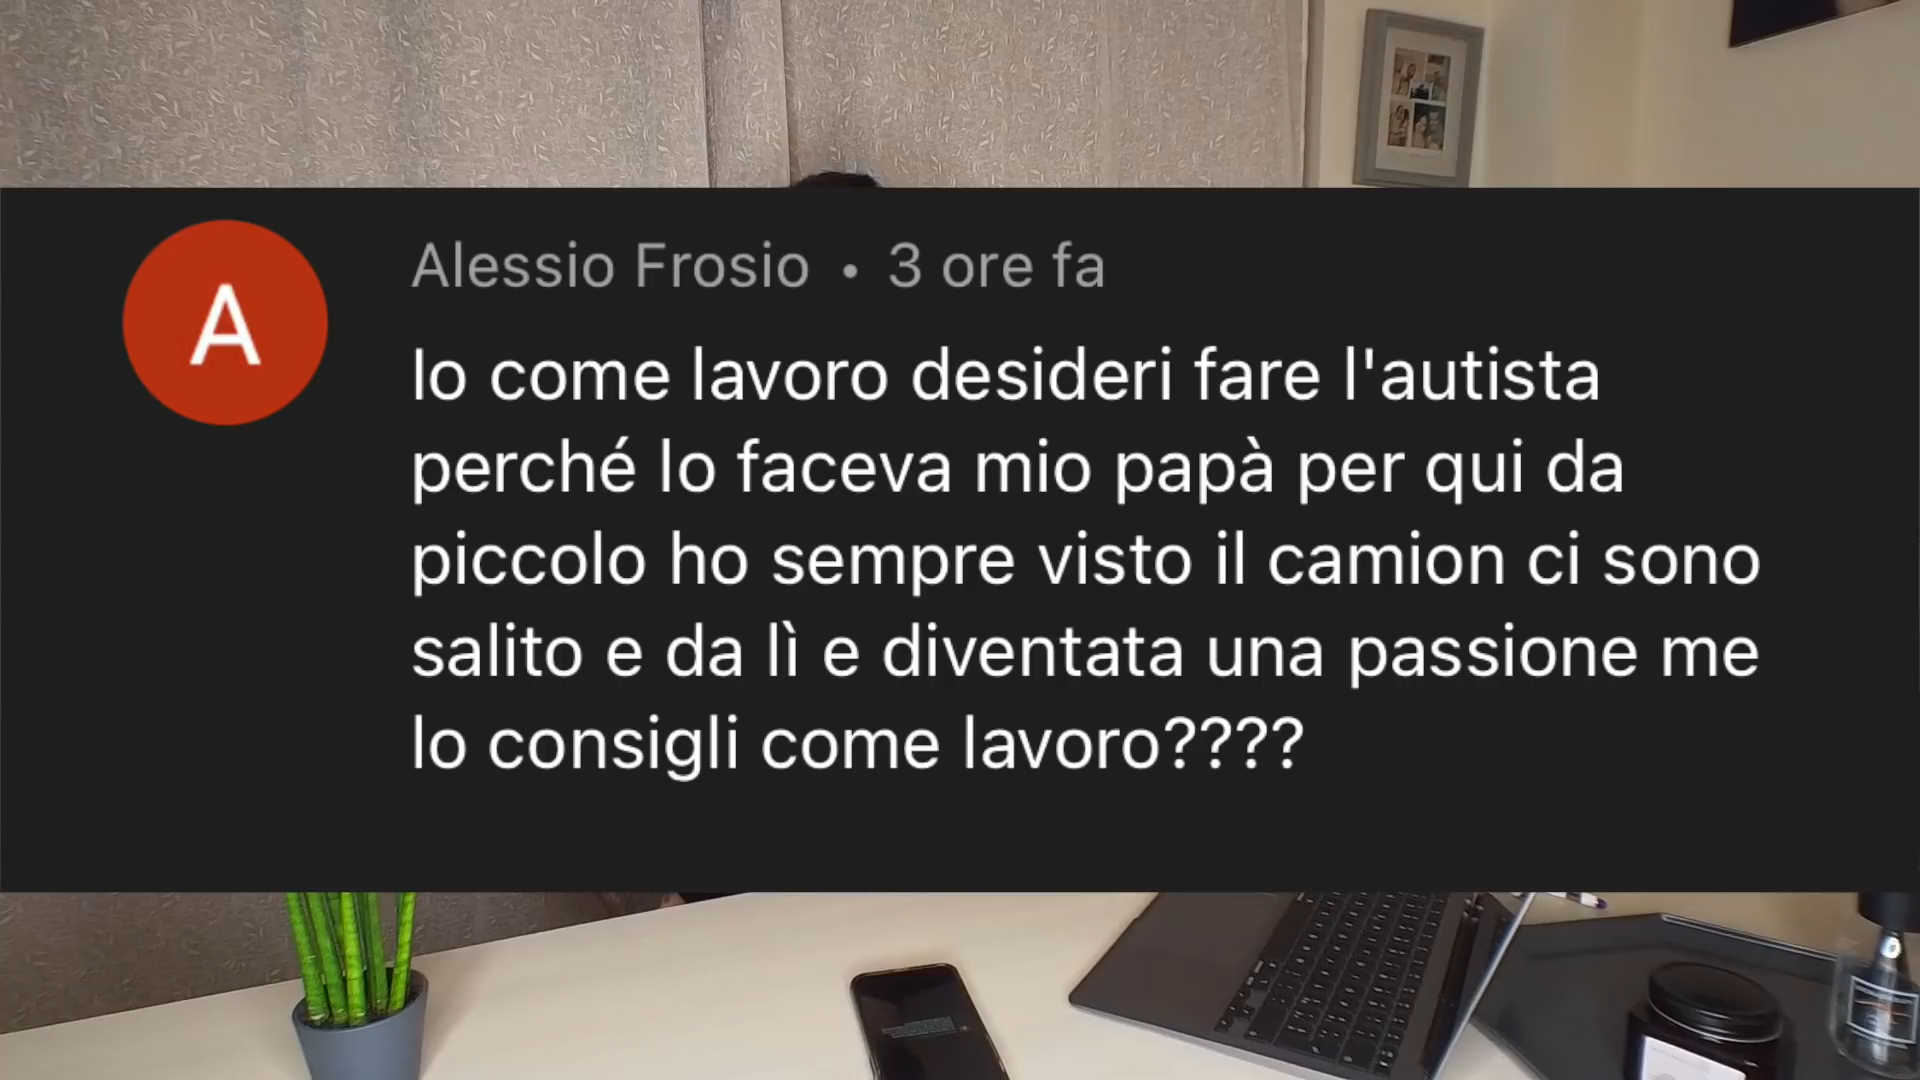 A
Alessio Frosio • 3 ore fa
Io come lavoro desideri fare l'autista
perché lo faceva mio papà per qui da
piccolo ho sempre visto il camion ci sono
salito e da lì e diventata una passione me
lo consigli come lavoro????